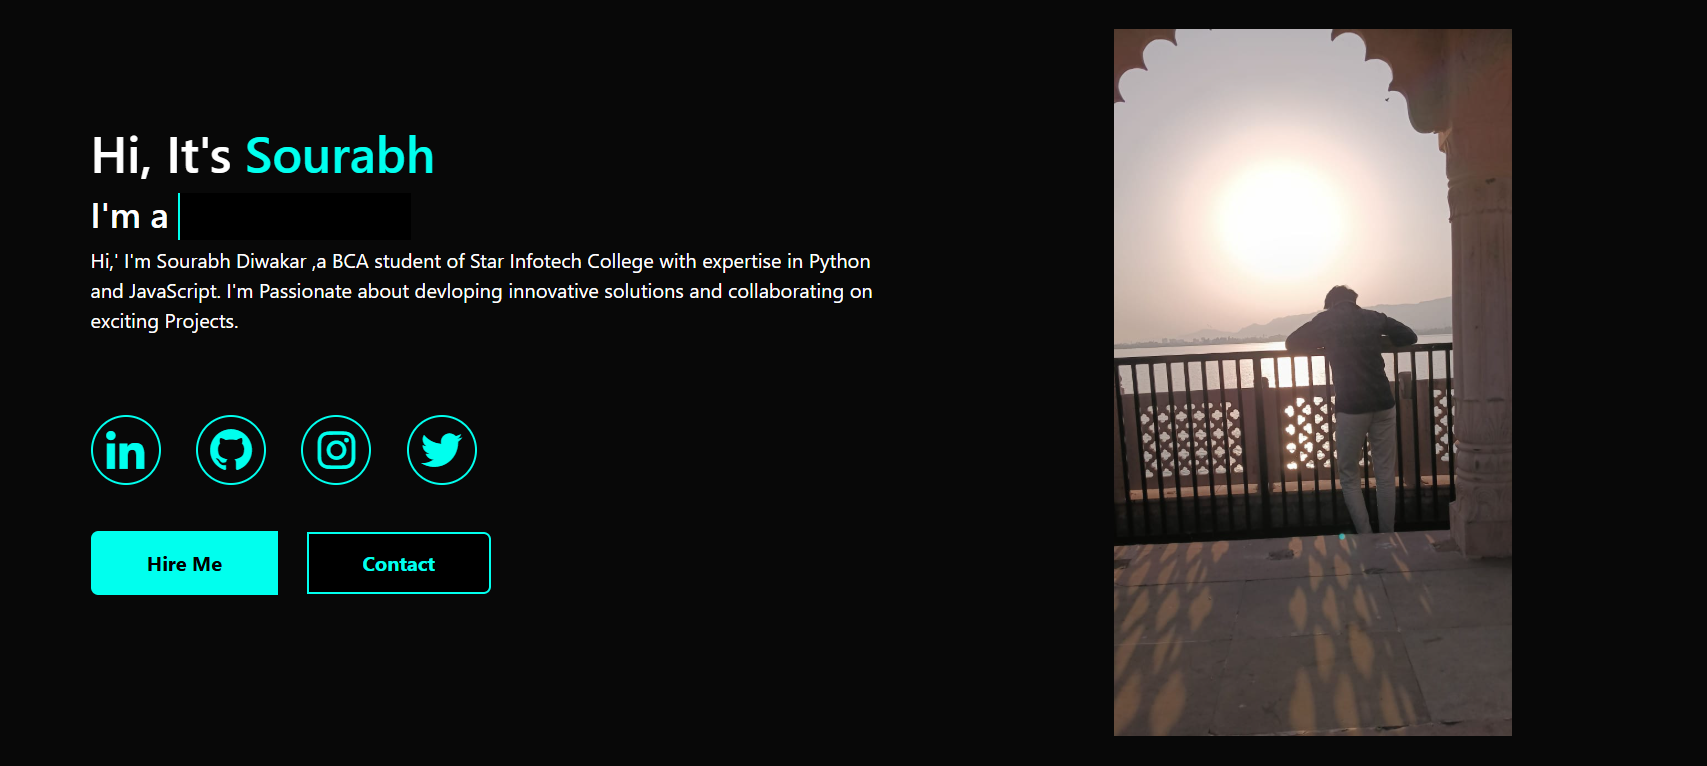 Hi, It's Sourabh
I'm a
Hi,' I'm Sourabh Diwakar ,a BCA student of Star Infotech College with expertise in Python
and JavaScript. I'm Passionate about devloping innovative solutions and collaborating on
exciting Projects.
in
Hire Me Contact